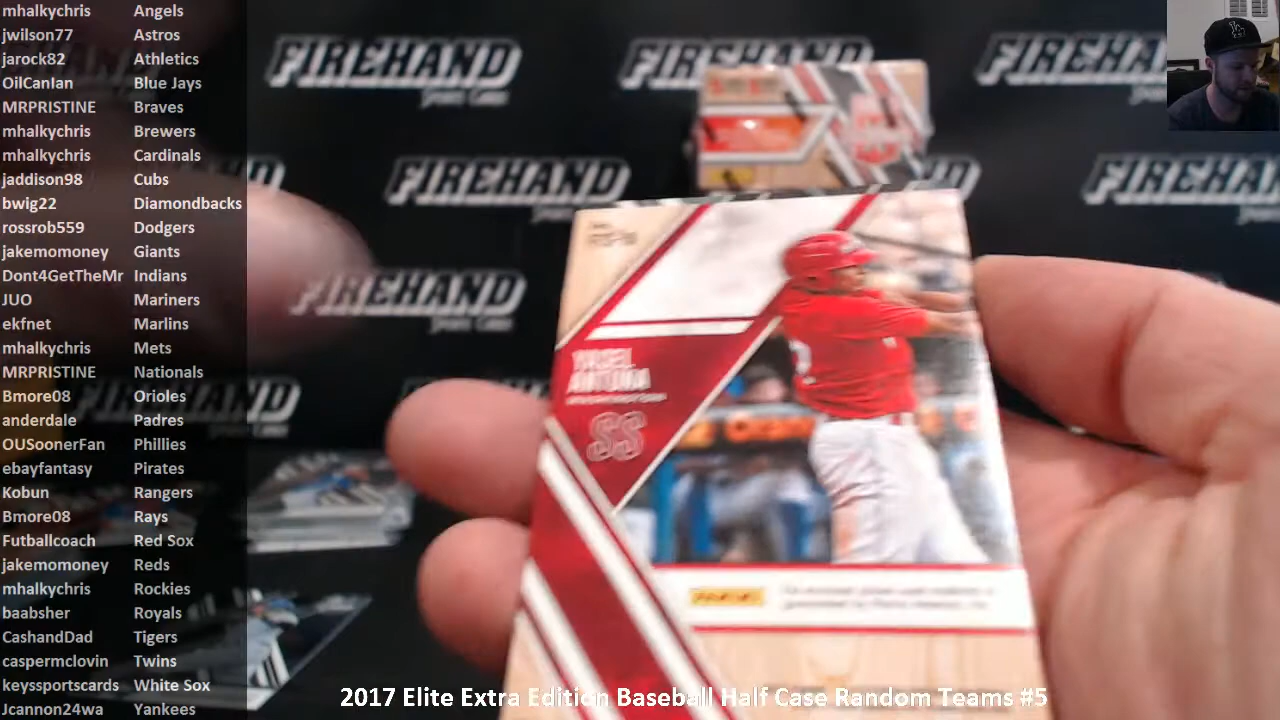 mhalkychris Angels
jwilson77 Astros
jarock82 Athletics
OilCanIan Blue Jays
MRPRISTINE Braves
mhalkychris Brewers
mhalkychris Cardinals
jaddison98 Cubs
bwig22 Diamondbacks
rossrob559 Dodgers
jakemomoney Giants
Dont4GetTheMr Indians
JUO Mariners
ekfnet Marlins
mhalkychris Mets
MRPRISTINE Nationals
Bmore08 Orioles
anderdale Padres
OUSoonerFan Phillies
ebayfantasy Pirates
Kobun Rangers
Bmore08 Rays
Futballcoach Red Sox
jakemomoney Reds
mhalkychris Rockies
baabsher Royals
CashandDad Tigers
caspermclovin Twins
keyssportscards White Sox
Jcannon24wa Yankees
FIREHAND
FIREHAND
FIREHAND
FIREHAND
FIREHAND
FIREHAND
FIREHAND
YASEL
ANTUNA
SS
PANINI
2017 Elite Extra Edition Baseball Half Case Random Teams #5